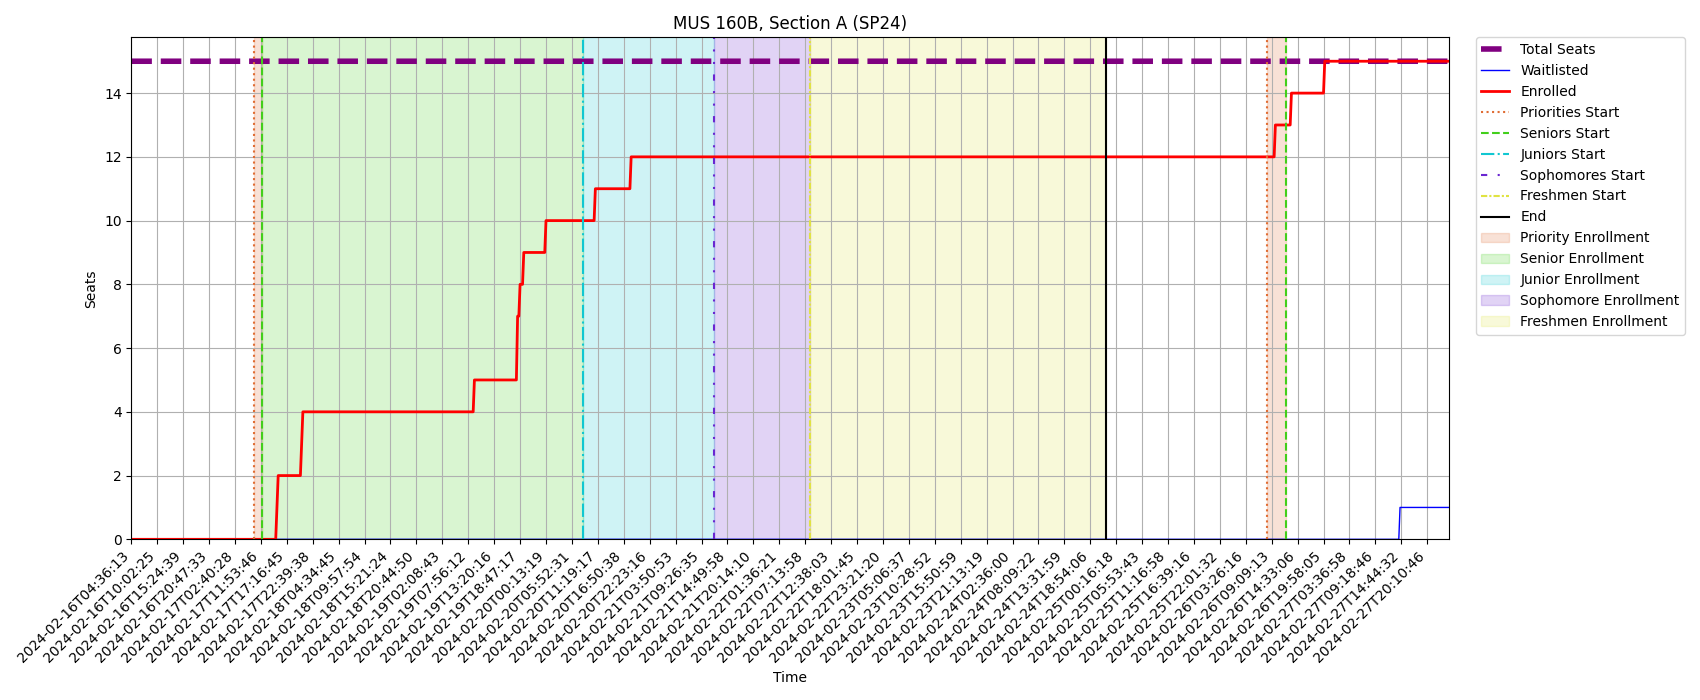 MUS 160B, Section A (SP24)
Total Seats
Waitlisted
Enrolled
Priorities Start
Seniors Start
Juniors Start
Sophomores Start
Freshmen Start
End
Priority Enrollment
Senior Enrollment
Junior Enrollment
Sophomore Enrollment
Freshmen Enrollment
Seats
14
12
10
8
6
4
2
0
2024-02-16T04:36:13
2024-02-16T10:02:25
2024-02-16T15:24:39
2024-02-16T20:47:33
2024-02-17T02:40:28
2024-02-17T11:53:46
2024-02-17T17:16:45
2024-02-17T22:39:38
2024-02-18T04:34:45
2024-02-18T09:57:54
2024-02-18T15:21:24
2024-02-18T20:44:50
2024-02-19T02:08:43
2024-02-19T07:56:12
2024-02-19T13:20:16
2024-02-19T18:47:17
2024-02-20T00:13:19
2024-02-20T05:52:31
2024-02-20T11:19:17
2024-02-20T16:50:38
2024-02-20T22:23:16
2024-02-21T03:50:53
2024-02-21T09:26:35
2024-02-21T14:49:58
2024-02-21T20:14:10
2024-02-22T01:36:21
2024-02-22T07:13:58
2024-02-22T12:38:03
2024-02-22T18:01:45
2024-02-22T23:21:20
2024-02-23T05:06:37
2024-02-23T10:28:52
2024-02-23T15:50:59
2024-02-23T21:13:19
2024-02-24T02:36:00
2024-02-24T08:09:22
2024-02-24T13:31:59
2024-02-24T18:54:06
2024-02-25T00:16:18
2024-02-25T05:53:43
2024-02-25T11:16:58
2024-02-25T16:39:16
2024-02-25T22:01:32
2024-02-26T03:26:16
2024-02-26T09:09:13
2024-02-26T14:33:06
2024-02-26T19:58:05
2024-02-27T03:36:58
2024-02-27T09:18:46
2024-02-27T14:44:32
2024-02-27T20:10:46
Time